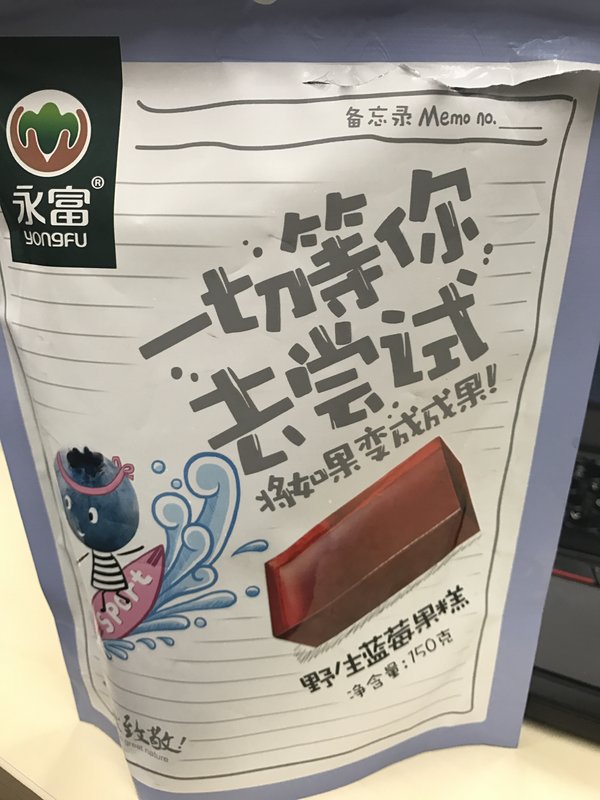 备忘录 Memo no.
永富®
YONGFU
一切等你
去尝试
将如果变成成果!
sport
野生蓝莓果糕
净含量:150克
致敬!
great nature